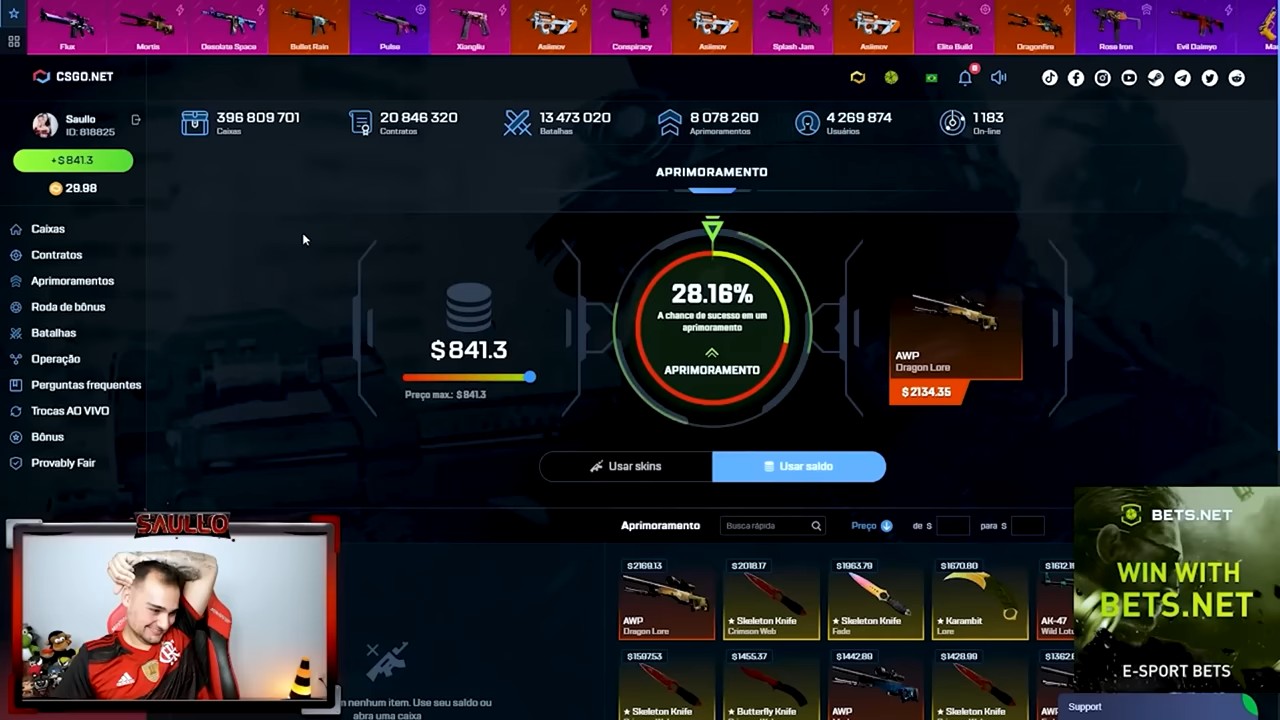 Flux
Mortis
Desolate Space
Bullet Rain
Pulse
Xiangliu
Asiimov
Conspiracy
Asiimov
Splash Jam
Asiimov
Elite Build
Dragonfire
Rose Iron
Evil Daimyo
CSGO.NET
Saullo
ID: 818825
+$ 841.3
29.98
396 809 701
Caixas
20 846 320
Contratos
13 473 020
Batalhas
8 078 260
Aprimoramentos
4 269 874
Usuários
1 183
On-line
Caixas
Contratos
Aprimoramentos
Roda de bônus
Batalhas
Operação
Perguntas frequentes
Trocas AO VIVO
Bônus
Provably Fair
APRIMORAMENTO
$ 841.3
Preço max.: $ 841.3
28.16%
A chance de sucesso em um
aprimoramento
APRIMORAMENTO
AWP
Dragon Lore
$ 2134.35
Usar skins
Usar saldo
SAULLO
nenhum item. Use seu saldo ou
abra uma caixa
Aprimoramento
Busca rápida
Preço
de $
para $
$2169.13
AWP
Dragon Lore
$2018.17
★ Skeleton Knife
Crimson Web
$1963.79
★ Skeleton Knife
Fade
$1670.80
★ Karambit
Lore
AK-47
$1597.53
★ Skeleton Knife
$1455.37
★ Butterfly Knife
$1442.89
AWP
$1428.99
★ Skeleton Knife
BETS.NET
WIN WITH
BETS.NET
E-SPORT BETS
Support